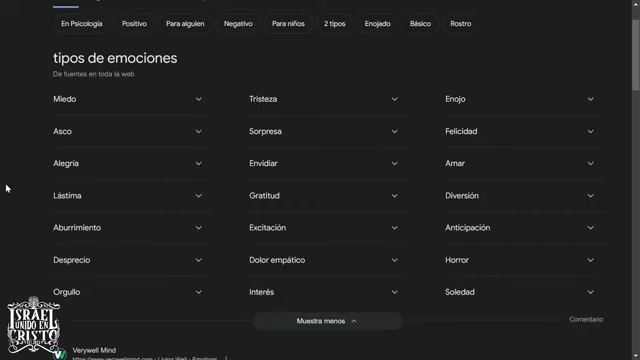 En Psicología Positivo Para alguien Negativo Para niños 2 tipos Enojado Básico Rostro
tipos de emociones
De fuentes en toda la web
Miedo Tristeza Enojo
Asco Sorpresa Felicidad
Alegría Envidiar Amar
Lástima Gratitud Diversión
Aburrimiento Excitación Anticipación
Desprecio Dolor empático Horror
Orgullo Interés Soledad
Muestra menos
Comentario
ISRAEL
UNIDO EN
CRISTO
Verywell Mind